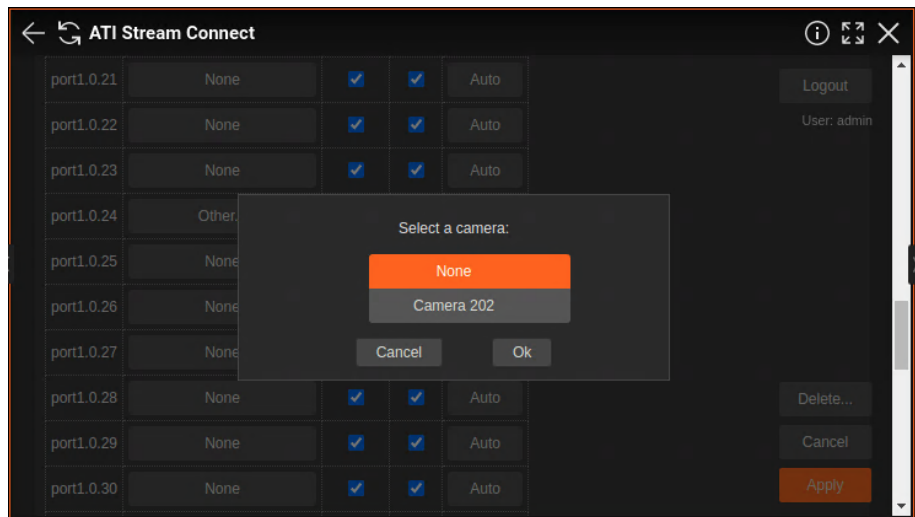 ATI Stream Connect
port1.0.21 None Auto
Logout
port1.0.22 None Auto
User: admin
port1.0.23 None Auto
port1.0.24 Other.
Select a camera:
port1.0.25 None
None
port1.0.26 None
Camera 202
port1.0.27 None
Cancel Ok
port1.0.28 None Auto
Delete...
port1.0.29 None Auto
Cancel
port1.0.30 None Auto
Apply